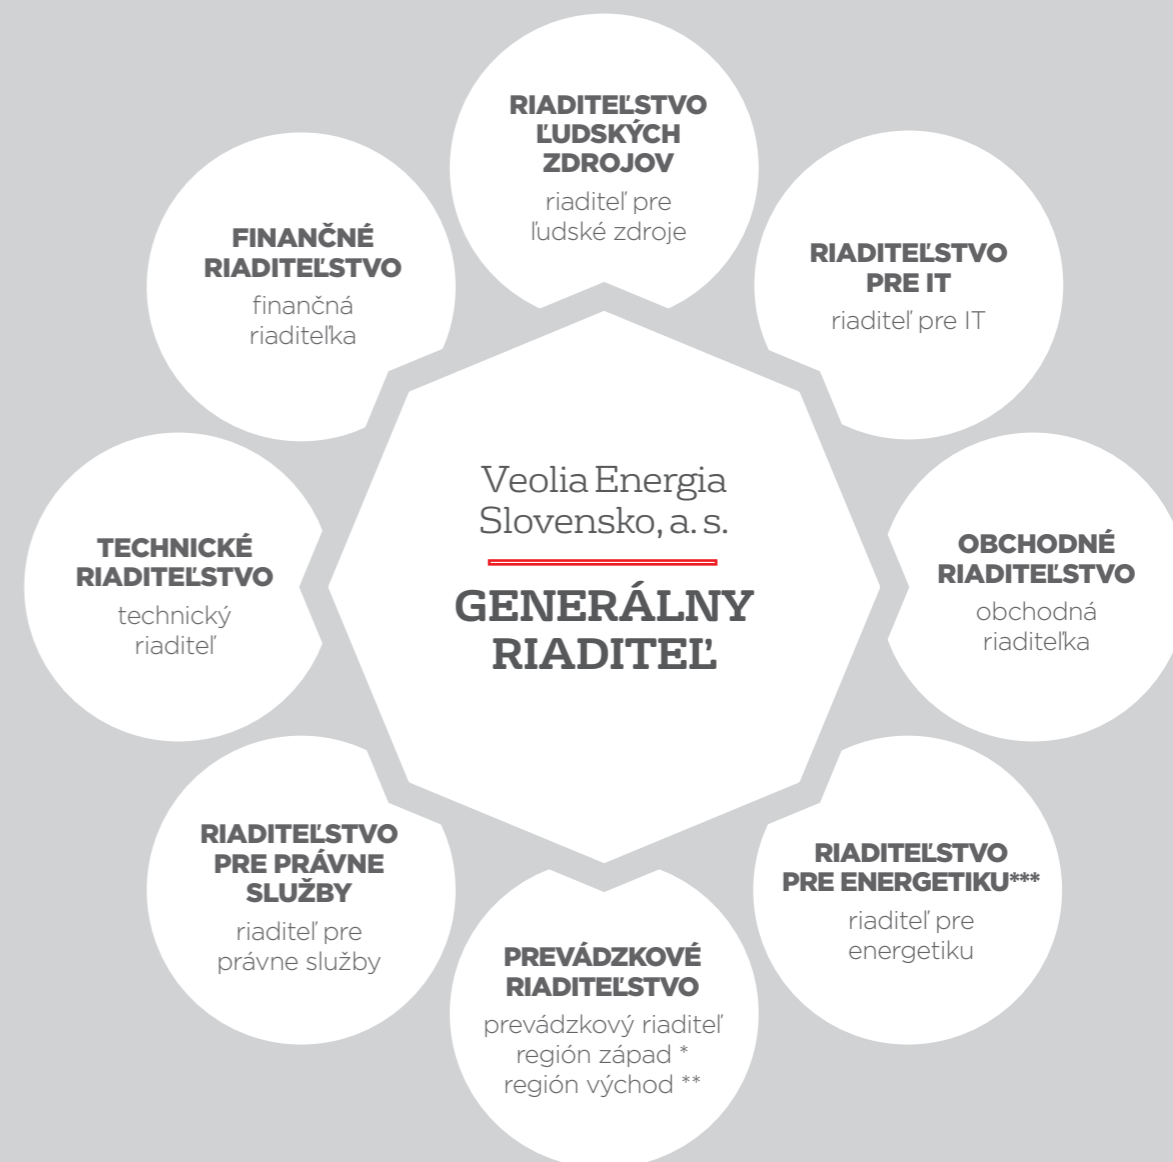 RIADITEĽSTVO
ĽUDSKÝCH
ZDROJOV
riaditeľ pre
ľudské zdroje
FINANČNÉ
RIADITEĽSTVO
finančná
riaditeľka
RIADITEĽSTVO
PRE IT
riaditeľ pre IT
Veolia Energia
Slovensko, a. s.
GENERÁLNY
RIADITEĽ
TECHNICKÉ
RIADITEĽSTVO
technický
riaditeľ
OBCHODNÉ
RIADITEĽSTVO
obchodná
riaditeľka
RIADITEĽSTVO
PRE PRÁVNE
SLUŽBY
riaditeľ pre
právne služby
RIADITEĽSTVO
PRE ENERGETIKU***
riaditeľ pre
energetiku
PREVÁDZKOVÉ
RIADITEĽSTVO
prevádzkový riaditeľ
región západ *
región východ **